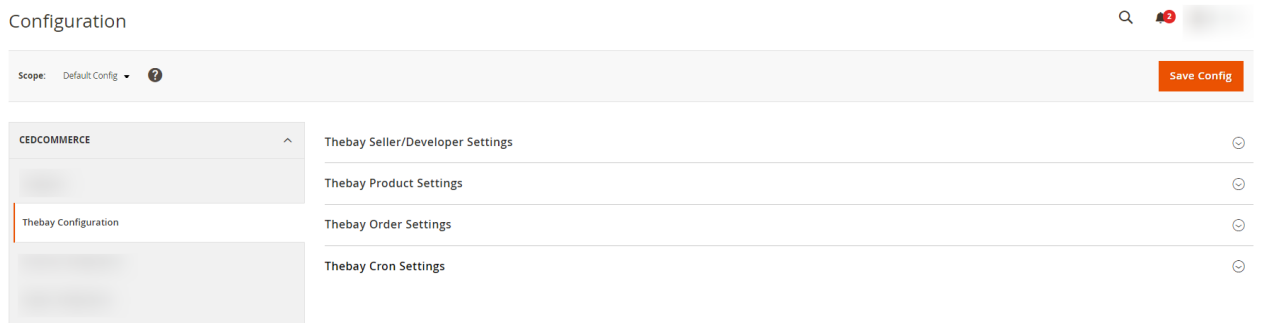 Configuration
2
Scope: Default Config ?
Save Config
CEDCOMMERCE
Thebay Configuration
Thebay Seller/Developer Settings
Thebay Product Settings
Thebay Order Settings
Thebay Cron Settings